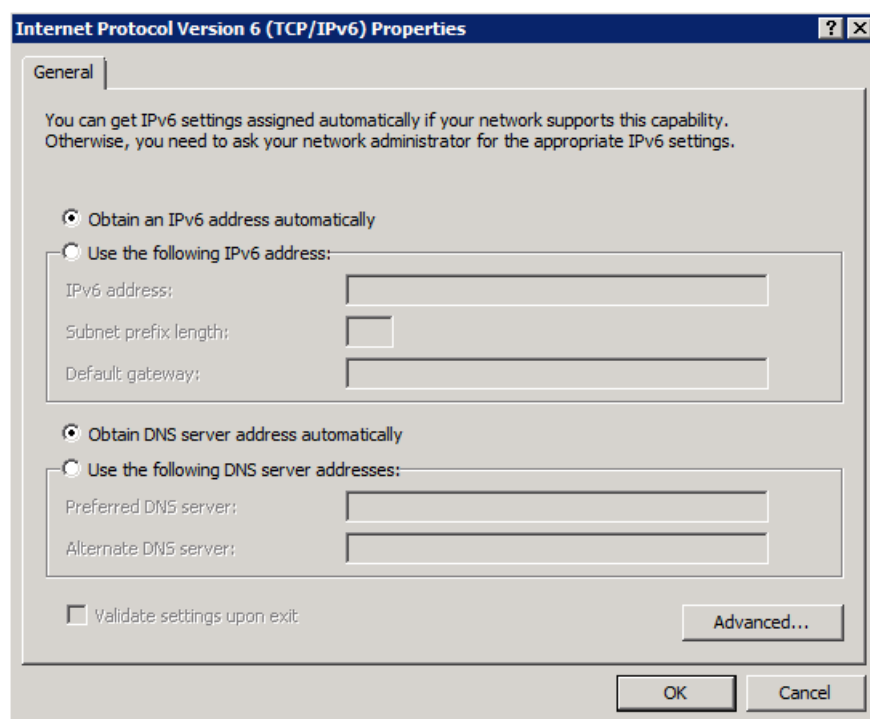 Internet Protocol Version 6 (TCP/IPv6) Properties
General
You can get IPv6 settings assigned automatically if your network supports this capability.
Otherwise, you need to ask your network administrator for the appropriate IPv6 settings.
Obtain an IPv6 address automatically
Use the following IPv6 address:
IPv6 address:
Subnet prefix length:
Default gateway:
Obtain DNS server address automatically
Use the following DNS server addresses:
Preferred DNS server:
Alternate DNS server:
Validate settings upon exit
Advanced...
OK
Cancel